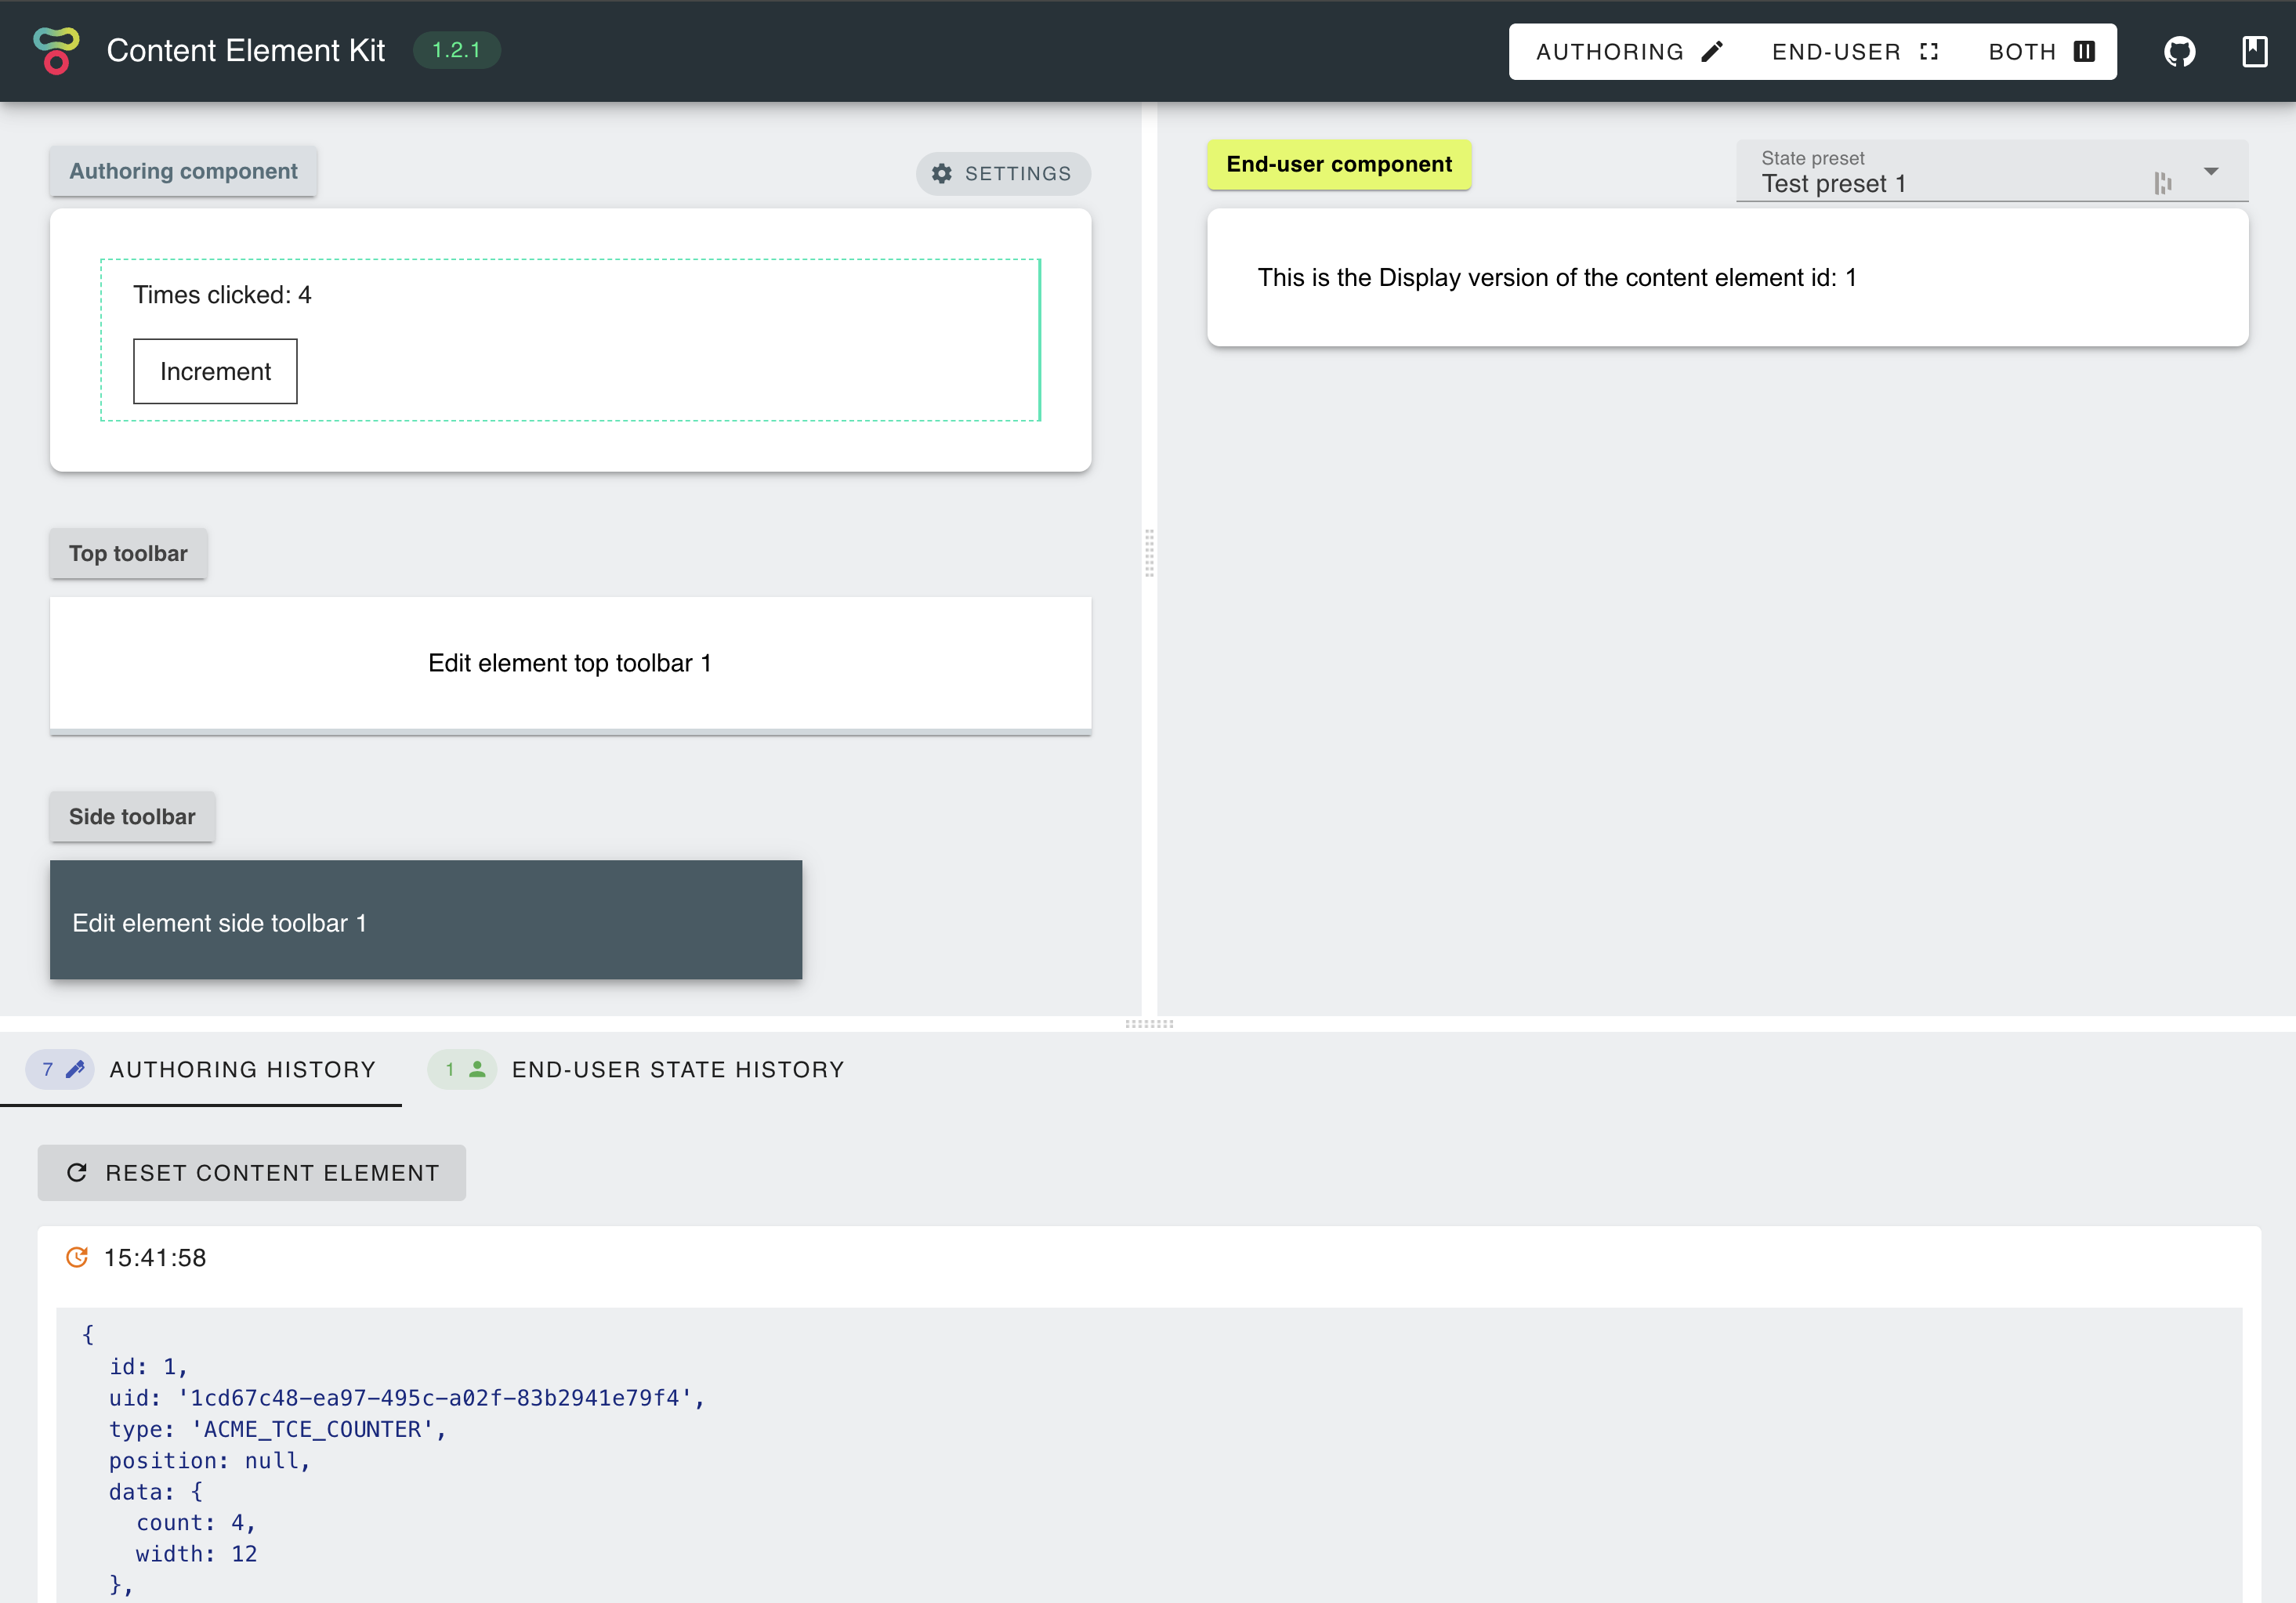 Content Element Kit 1.2.1 AUTHORING END-USER BOTH
Authoring component
SETTINGS
Times clicked: 4
Increment
Top toolbar
Edit element top toolbar 1
Side toolbar
Edit element side toolbar 1
End-user component
State preset
Test preset 1
This is the Display version of the content element id: 1
7 AUTHORING HISTORY 1 END-USER STATE HISTORY
RESET CONTENT ELEMENT
15:41:58
{
  id: 1,
  uid: '1cd67c48-ea97-495c-a02f-83b2941e79f4',
  type: 'ACME_TCE_COUNTER',
  position: null,
  data: {
    count: 4,
    width: 12
  },